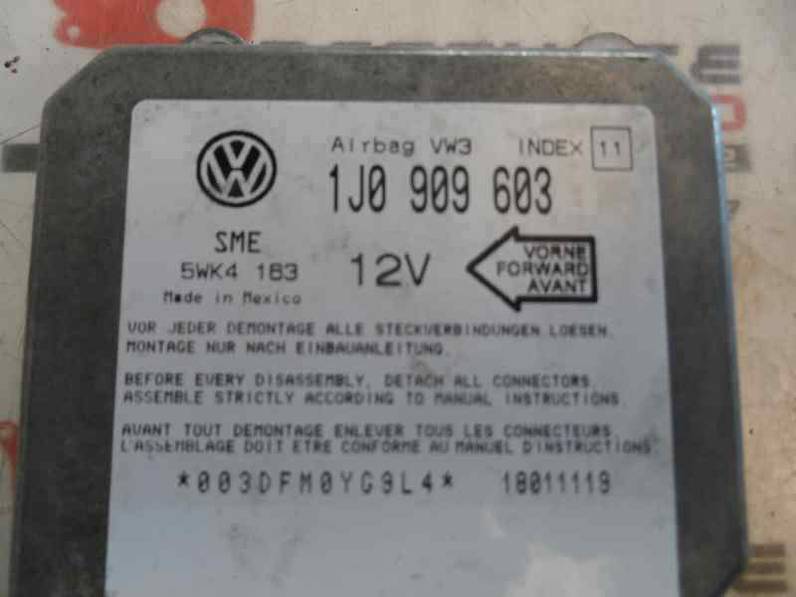 Airbag VW3 INDEX 11
1J0 909 603
SME
5WK4 183
Made in Mexico
12V
VORNE
FORWARD
AVANT
VOR JEDER DEMONTAGE ALLE STECKVERBINDUNGEN LOESEN.
MONTAGE NUR NACH EINBAUANLEITUNG.
BEFORE EVERY DISASSEMBLY, DETACH ALL CONNECTORS.
ASSEMBLE STRICTLY ACCORDING TO MANUAL INSTRUCTIONS.
AVANT TOUT DEMONTAGE ENLEVER TOUS LES CONNECTEURS.
L'ASSEMBLAGE DOIT ETRE CONFORME AU MANUEL D'INSTRUCTIONS.
*003DFM0YG9L4* 18011119